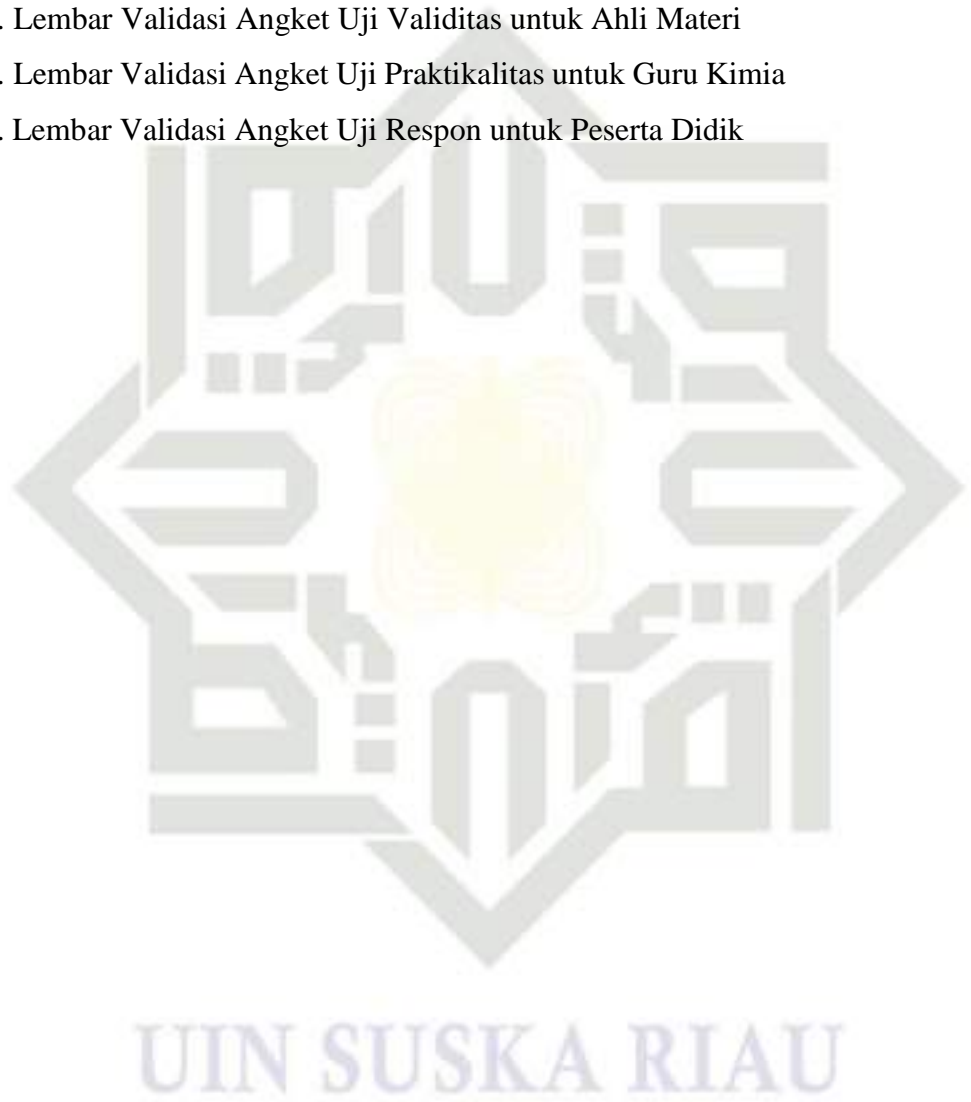 . Lembar Validasi Angket Uji Validitas untuk Ahli Materi
. Lembar Validasi Angket Uji Praktikalitas untuk Guru Kimia
. Lembar Validasi Angket Uji Respon untuk Peserta Didik
UIN SUSKA RIAU